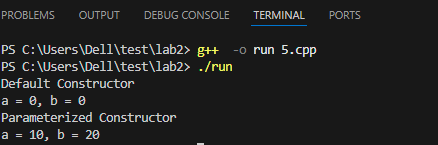 PROBLEMS OUTPUT DEBUG CONSOLE TERMINAL PORTS
PS C:\Users\Dell\test\lab2> g++  -o run 5.cpp
PS C:\Users\Dell\test\lab2> ./run
Default Constructor
a = 0, b = 0
Parameterized Constructor
a = 10, b = 20